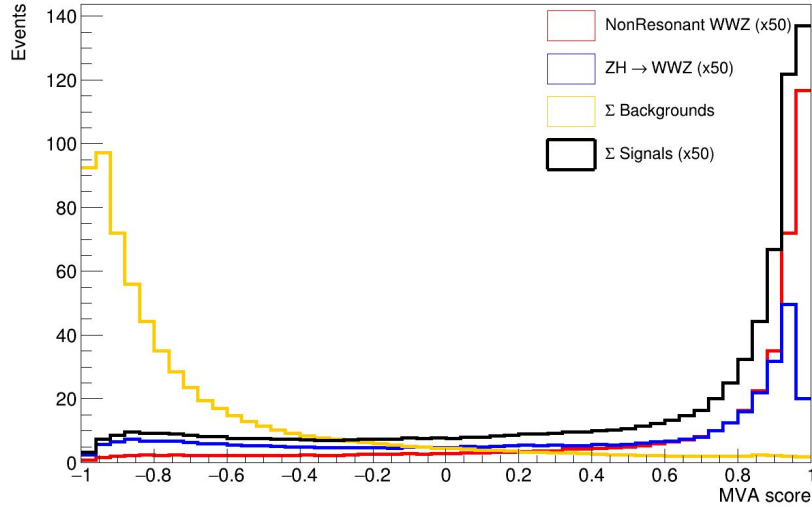 Events
140
120
100
80
60
40
20
0
NonResonant WWZ (x50)
ZH → WWZ (x50)
Σ Backgrounds
Σ Signals (x50)
−1 −0.8 −0.6 −0.4 −0.2 0 0.2 0.4 0.6 0.8 1
MVA score